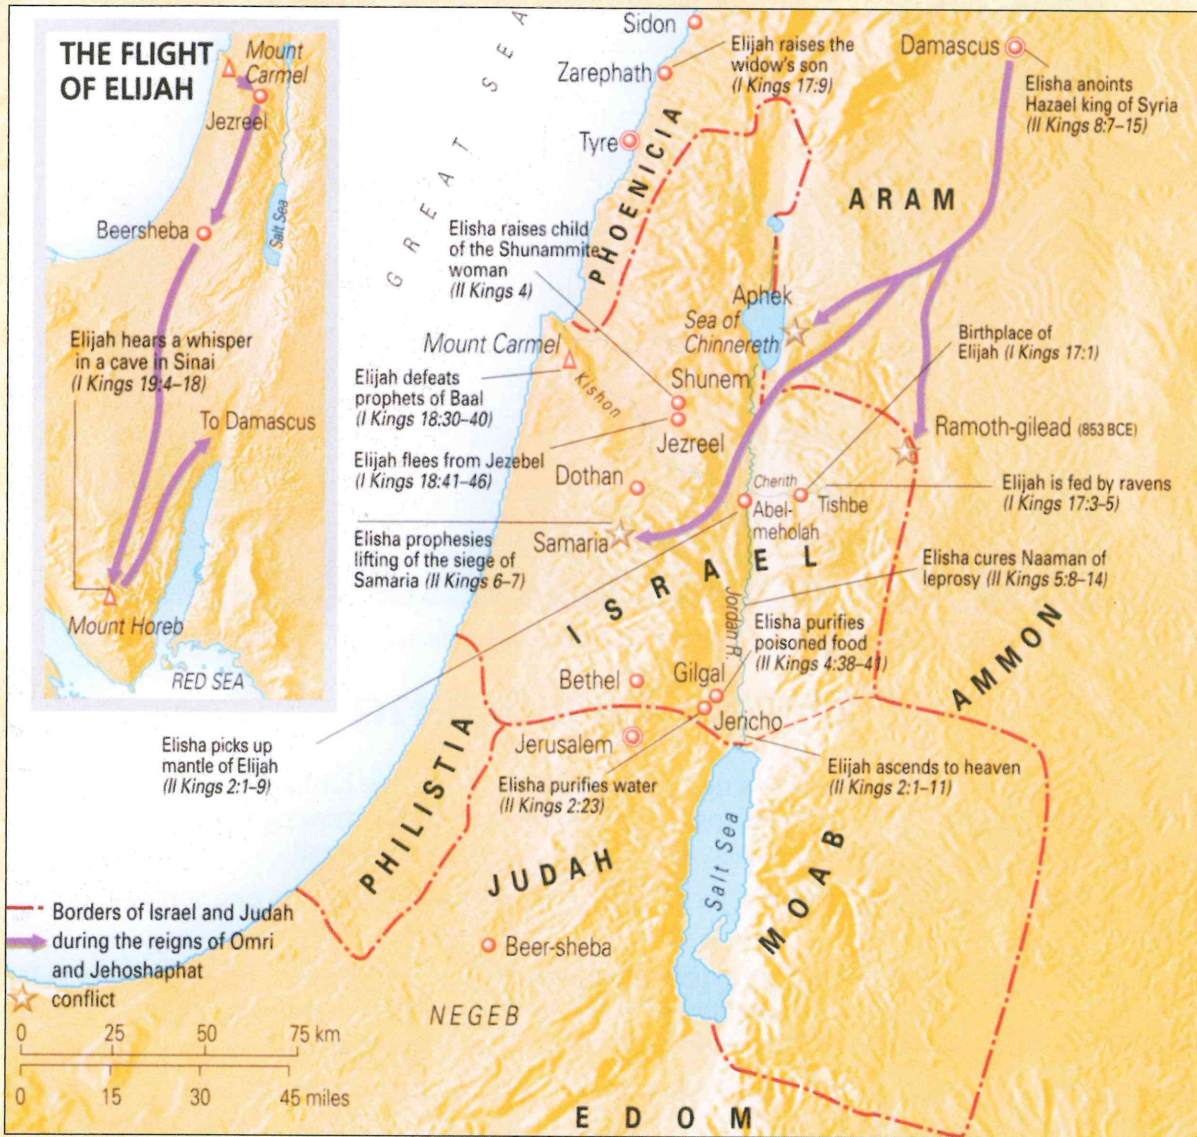 THE FLIGHT
OF ELIJAH
Mount
Carmel
Jezreel
Beersheba
Salt Sea
Elijah hears a whisper
in a cave in Sinai
(I Kings 19:4–18)
To Damascus
Mount Horeb
RED SEA
GREAT SEA
Sidon
Zarephath
Elijah raises the
widow's son
(I Kings 17:9)
Damascus
Elisha anoints
Hazael king of Syria
(II Kings 8:7–15)
Tyre
PHOENICIA
ARAM
Elisha raises child
of the Shunammite
woman
(II Kings 4)
Aphek
Sea of
Chinnereth
Mount Carmel
Kishon
Birthplace of
Elijah (I Kings 17:1)
Elijah defeats
prophets of Baal
(I Kings 18:30–40)
Shunem
Jezreel
Ramoth-gilead (853 BCE)
Elijah flees from Jezebel
(I Kings 18:41–46)
Dothan
Cherith
Tishbe
Abel-
meholah
Elijah is fed by ravens
(I Kings 17:3–5)
Elisha prophesies
lifting of the siege of
Samaria (II Kings 6–7)
Samaria
ISRAEL
Jordan R.
Elisha cures Naaman of
leprosy (II Kings 5:8–14)
Elisha purifies
poisoned food
(II Kings 4:38–41)
AMMON
Bethel
Gilgal
Jericho
Jerusalem
Elisha picks up
mantle of Elijah
(II Kings 2:1–9)
Elisha purifies water
(II Kings 2:23)
Elijah ascends to heaven
(II Kings 2:1–11)
PHILISTIA
JUDAH
Salt Sea
MOAB
Beer-sheba
NEGEB
EDOM
Borders of Israel and Judah
during the reigns of Omri
and Jehoshaphat
conflict
0 25 50 75 km
0 15 30 45 miles